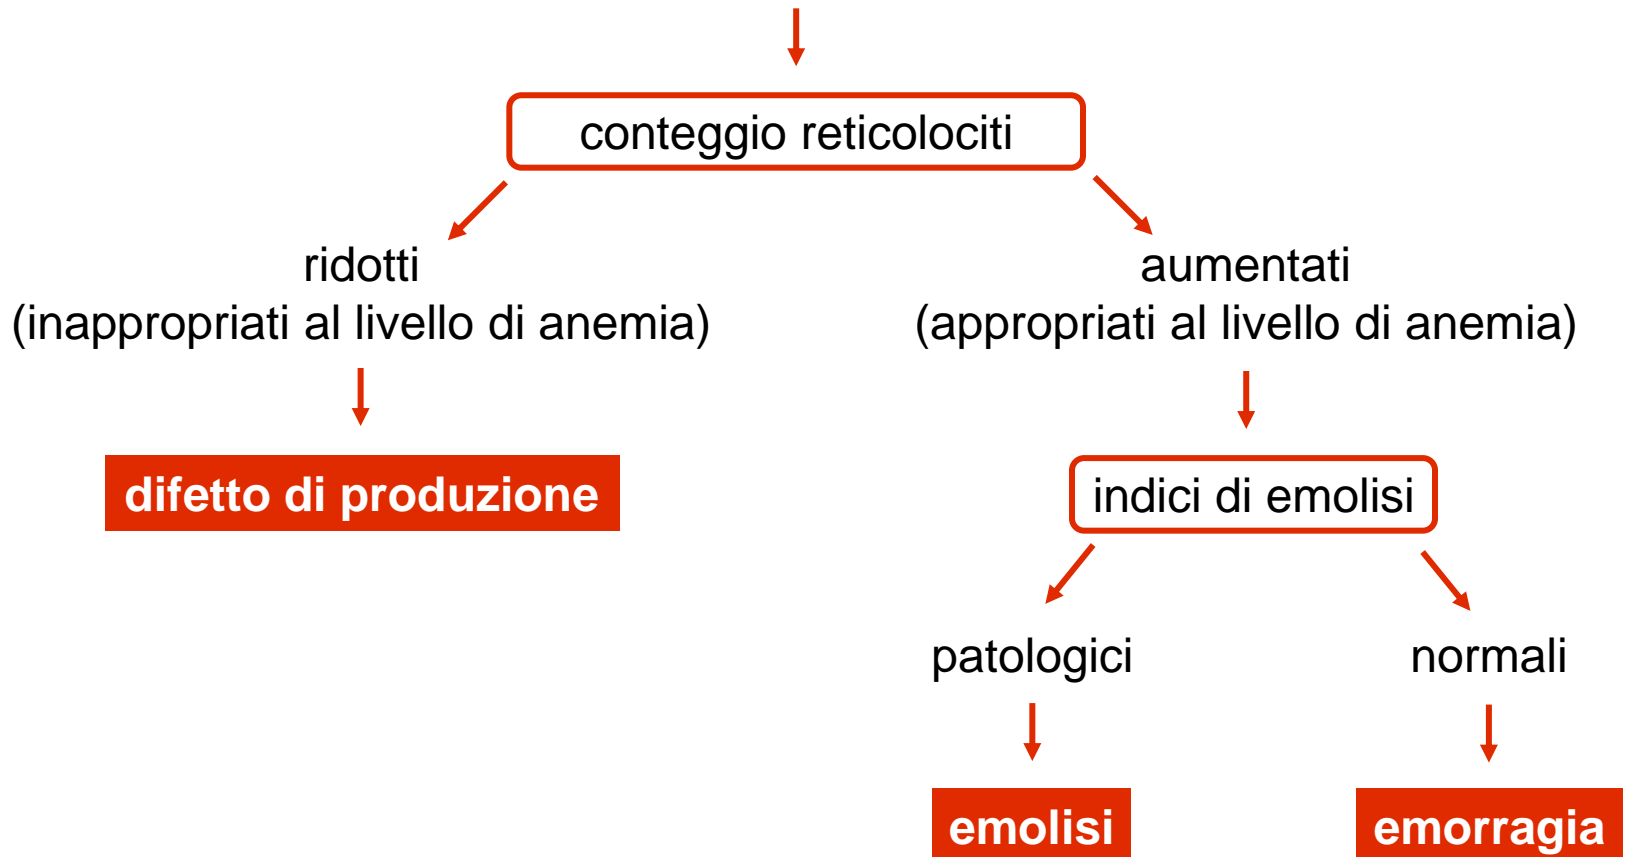 conteggio reticolociti
ridotti
(inappropriati al livello di anemia)
aumentati
(appropriati al livello di anemia)
difetto di produzione
indici di emolisi
patologici
normali
emolisi
emorragia